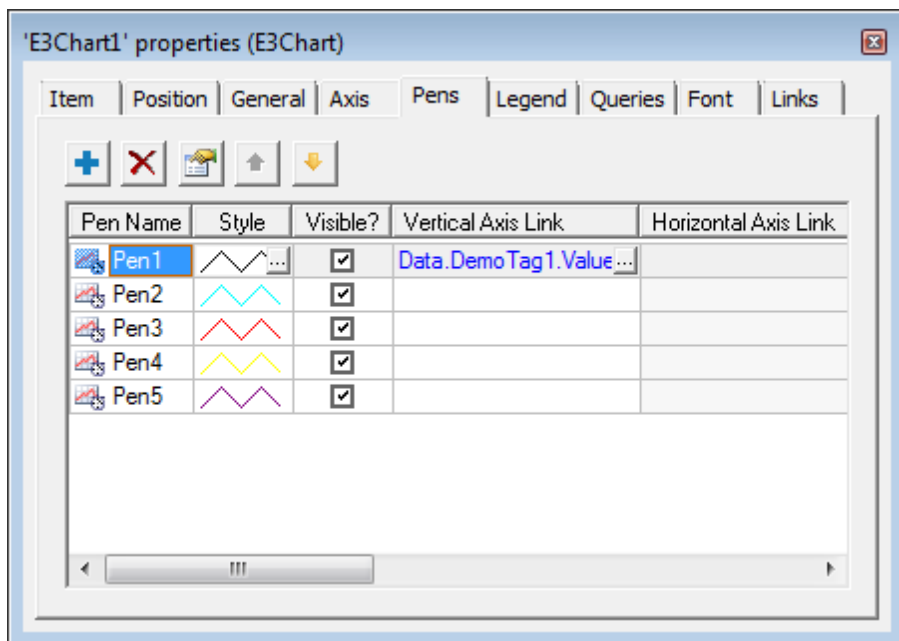 'E3Chart1' properties (E3Chart)
Item Position General Axis Pens Legend Queries Font Links
Pen Name Style Visible? Vertical Axis Link Horizontal Axis Link
Pen1 ... Data.DemoTag1.Value ...
Pen2
Pen3
Pen4
Pen5